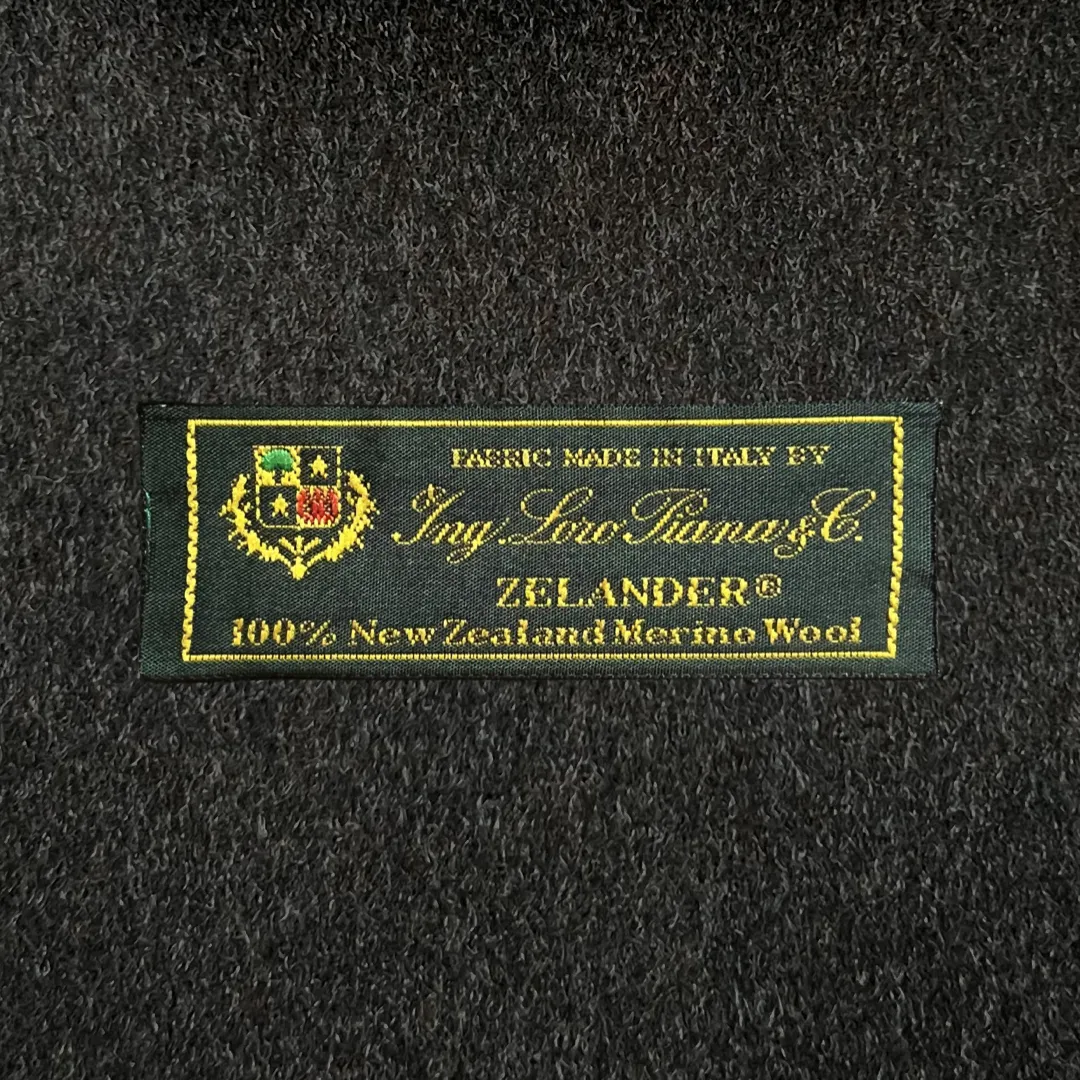 FABRIC MADE IN ITALY BY
Ing. Loro Piana & C.
ZELANDER®
100% New Zealand Merino Wool